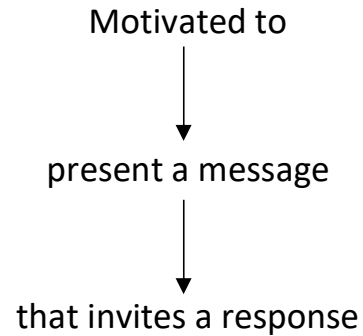 Motivated to
present a message
that invites a response